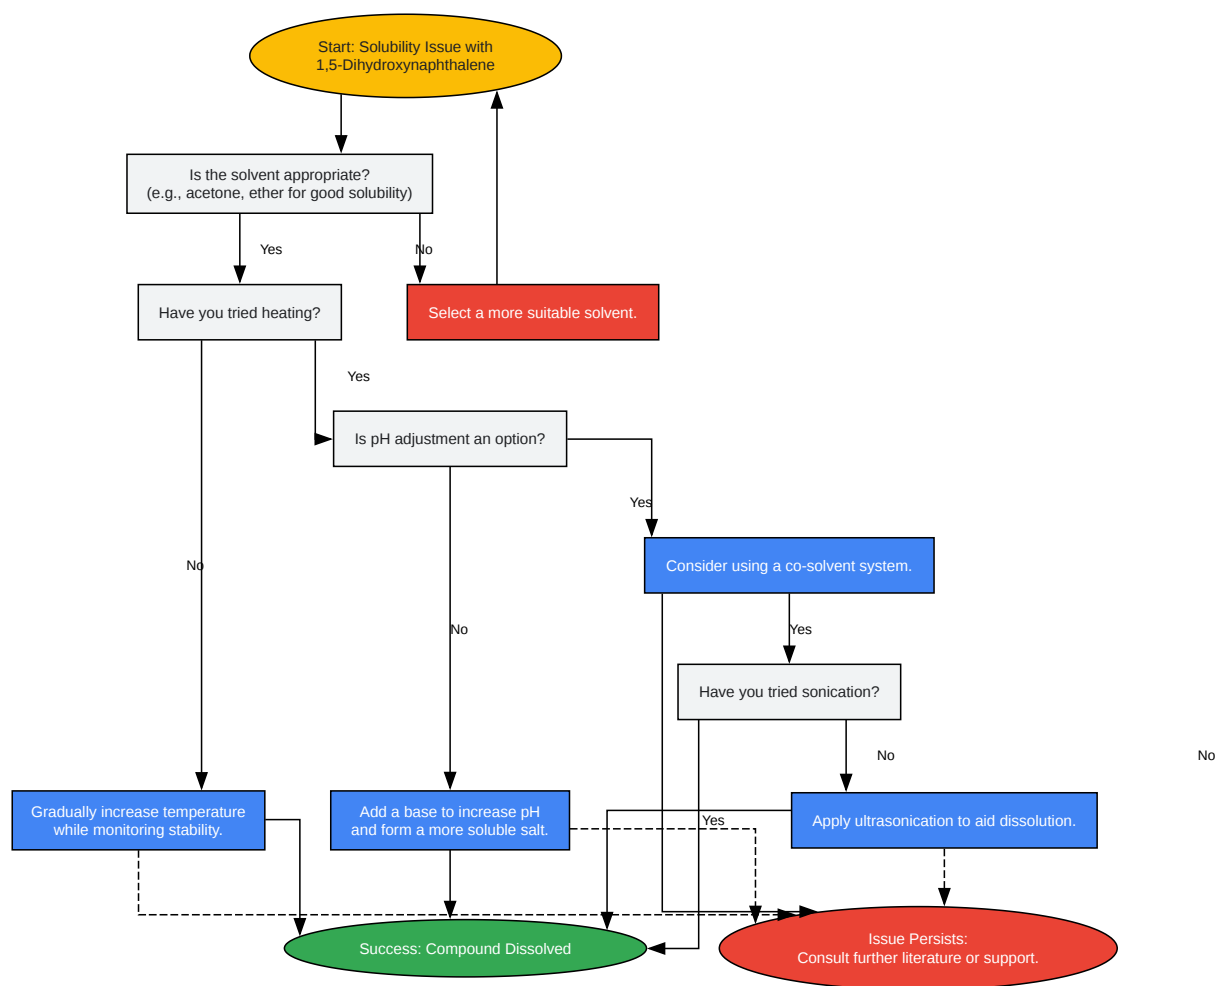 Start: Solubility Issue with
1,5-Dihydroxynaphthalene
Is the solvent appropriate?
(e.g., acetone, ether for good solubility)
Yes
No
Have you tried heating?
Select a more suitable solvent.
Yes
Is pH adjustment an option?
Yes
No
Consider using a co-solvent system.
No
Yes
Have you tried sonication?
No
No
Gradually increase temperature
while monitoring stability.
Add a base to increase pH
and form a more soluble salt.
Yes
Apply ultrasonication to aid dissolution.
Success: Compound Dissolved
Issue Persists:
Consult further literature or support.